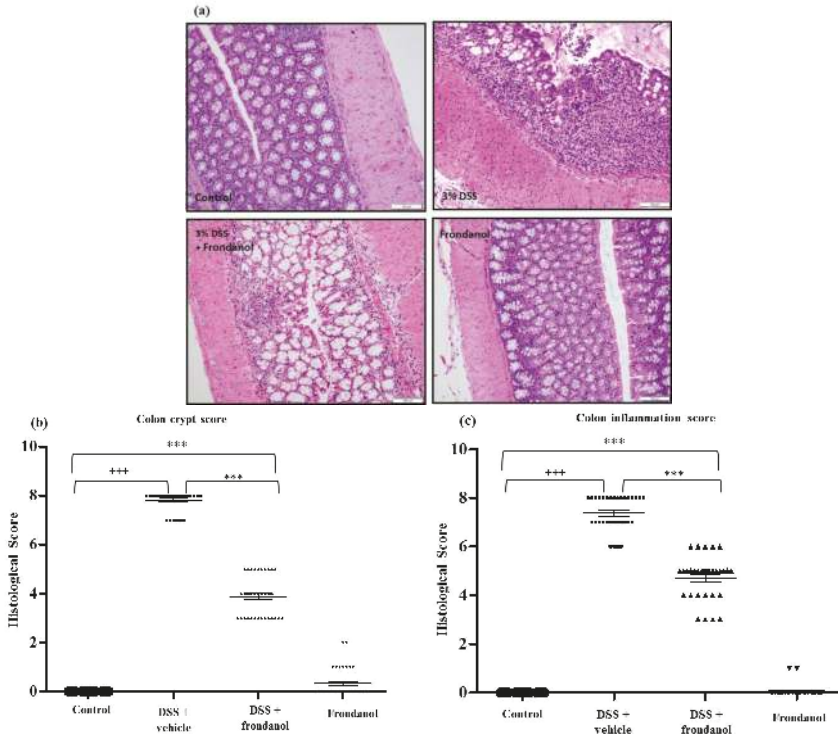 (a)
Control
3% DSS
3% DSS
+ Frondanol
Frondanol
(b)
Colon crypt score
10
8
6
4
2
0
Histological Score
***
+++
***
Control
DSS +
vehicle
DSS +
frondanol
Frondanol
(c)
Colon inflammation score
10
8
6
4
2
0
Histological Score
***
+++
***
Control
DSS +
vehicle
DSS +
frondanol
Frondanol